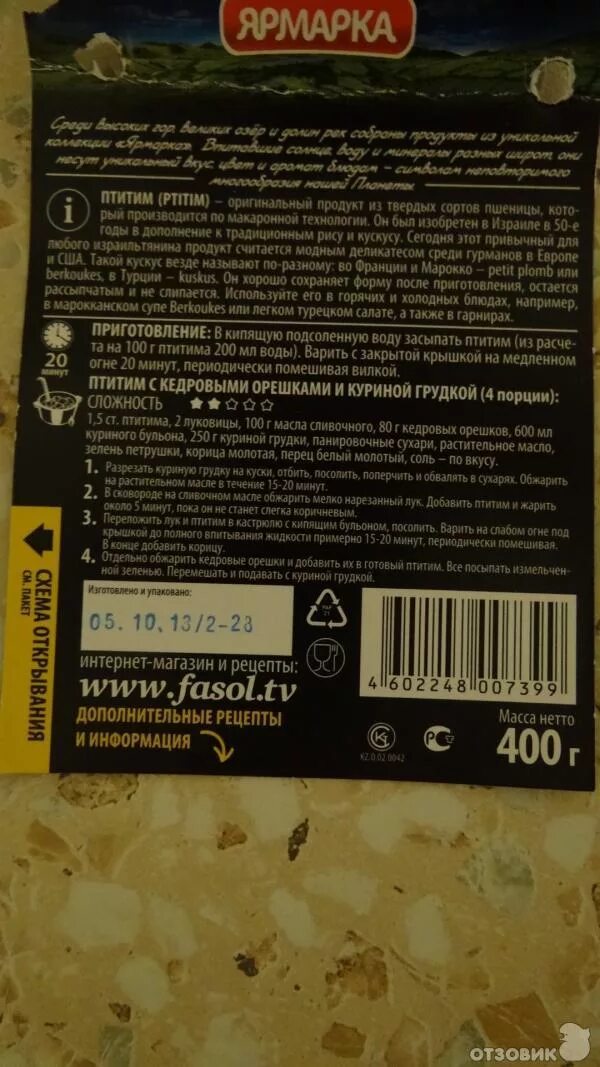 ЯРМАРКА
Среди высоких гор, великих озёр и долин рек собраны продукты из уникальной
коллекции «Ярмарка». Впитавшие солнце, воду и минералы разных широт, они
несут уникальный вкус, цвет и аромат блюдам – символам неповторимого
многообразия нашей Планеты
ПТИТИМ (PTITIM) – оригинальный продукт из твердых сортов пшеницы, кото-
рый производится по макаронной технологии. Он был изобретен в Израиле в 50-е
годы в дополнение к традиционным рису и кускусу. Сегодня этот привычный для
любого израильтянина продукт считается модным деликатесом среди гурманов в Европе
и США. Такой кускус везде называют по-разному: во Франции и Марокко – petit plomb или
berkoukes, в Турции – kuskus. Он хорошо сохраняет форму после приготовления, остается
рассыпчатым и не слипается. Используйте его в горячих и холодных блюдах, например,
в марокканском супе Berkoukes или легком турецком салате, а также в гарнирах.
20
минут
ПРИГОТОВЛЕНИЕ: В кипящую подсоленную воду засыпать птитим (из расче-
та на 100 г птитима 200 мл воды). Варить с закрытой крышкой на медленном
огне 20 минут, периодически помешивая вилкой.
ПТИТИМ С КЕДРОВЫМИ ОРЕШКАМИ И КУРИНОЙ ГРУДКОЙ (4 порции):
СЛОЖНОСТЬ
1,5 ст. птитима, 2 луковицы, 100 г масла сливочного, 80 г кедровых орешков, 600 мл
куриного бульона, 250 г куриной грудки, панировочные сухари, растительное масло,
зелень петрушки, корица молотая, перец белый молотый, соль – по вкусу.
1. Разрезать куриную грудку на куски, отбить, посолить, поперчить и обвалять в сухарях. Обжарить
на растительном масле в течение 15-20 минут.
2. В сковороде на сливочном масле обжарить мелко нарезанный лук. Добавить птитим и жарить
около 5 минут, пока он не станет слегка коричневым.
3. Переложить лук и птитим в кастрюлю с кипящим бульоном, посолить. Варить на слабом огне под
крышкой до полного впитывания жидкости примерно 15-20 минут, периодически помешивая.
В конце добавить корицу.
4. Отдельно обжарить кедровые орешки и добавить их в готовый птитим. Все посыпать измельчен-
ной зеленью. Перемешать и подавать с куриной грудкой.
СХЕМА ОТКРЫВАНИЯ
СМ. ПАКЕТ
Изготовлено и упаковано:
05. 10. 13/2-23
PAP
21
4 602248 007399
интернет-магазин и рецепты:
www.fasol.tv
ДОПОЛНИТЕЛЬНЫЕ РЕЦЕПТЫ
И ИНФОРМАЦИЯ
KZ.0.02.0042
Масса нетто
400 г
ОТЗОВИК